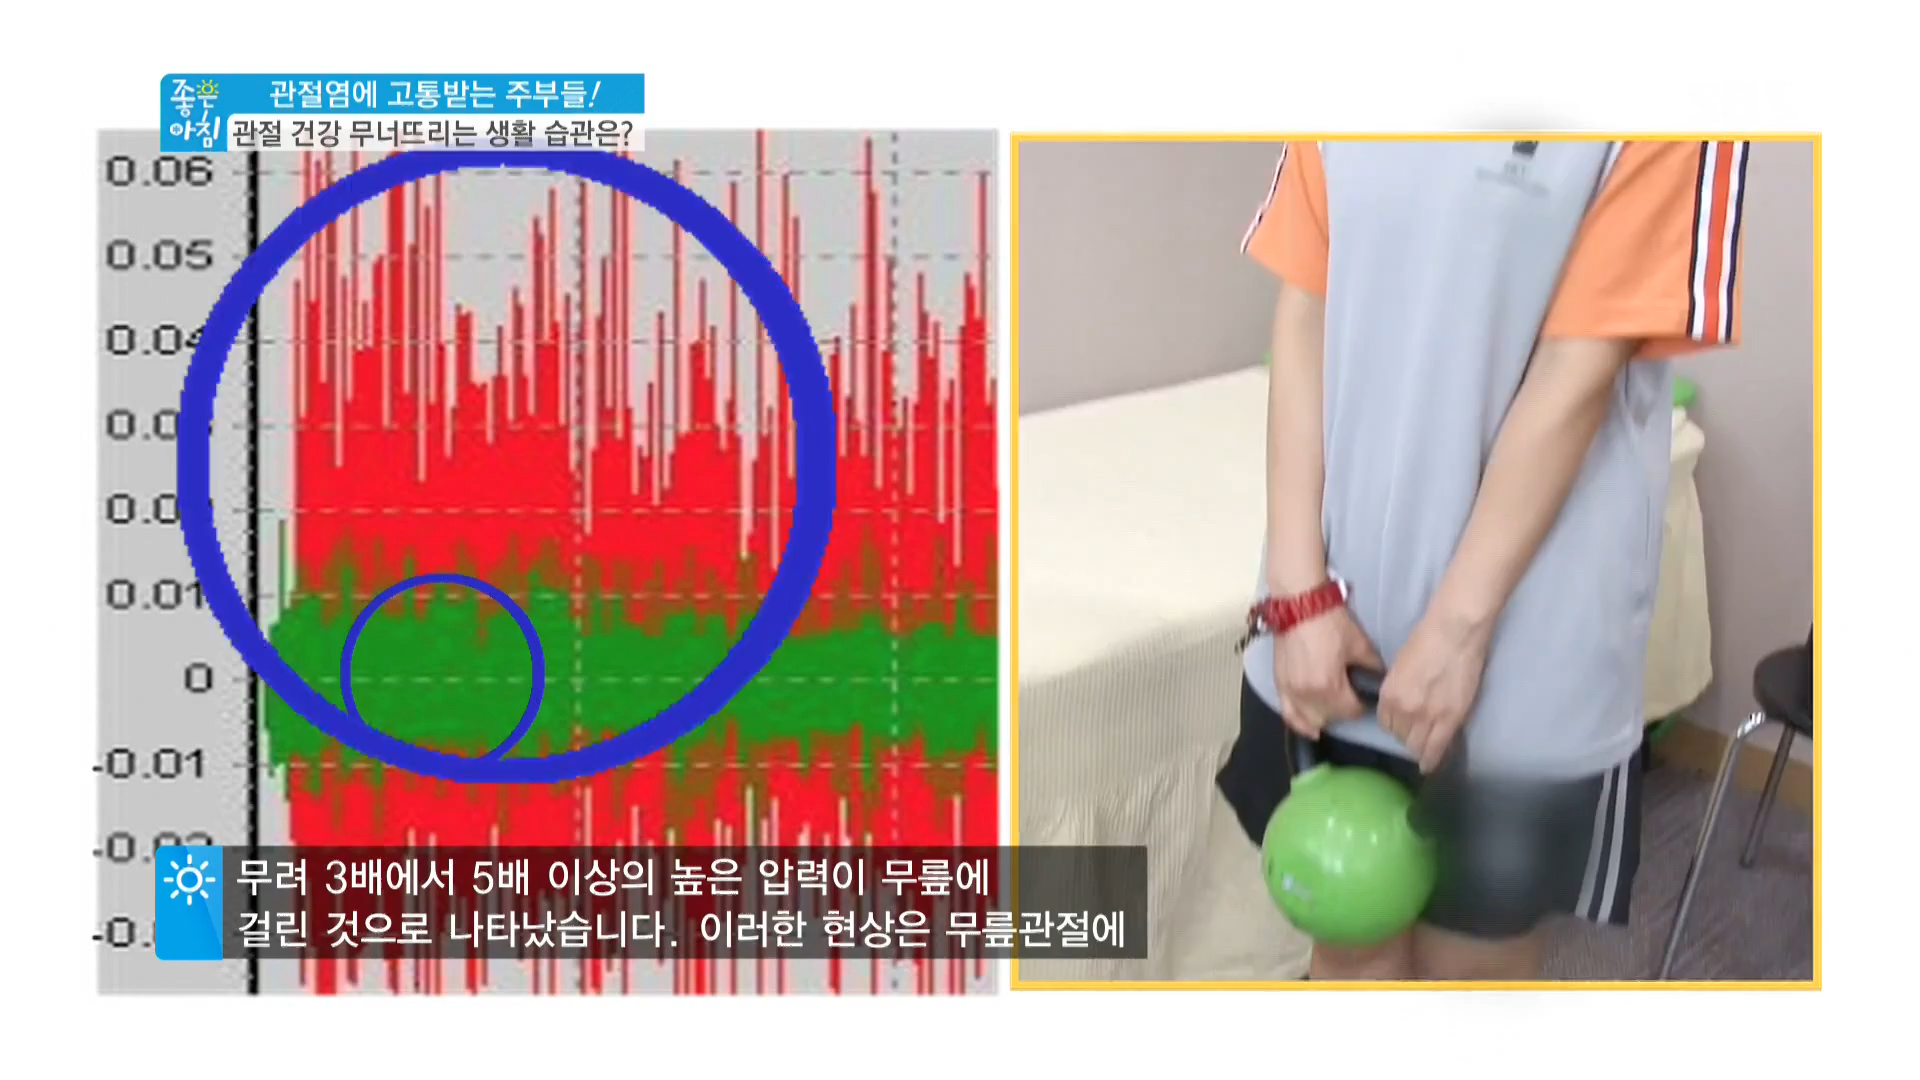 좋은
아침
관절염에 고통받는 주부들!
관절 건강 무너뜨리는 생활 습관은?
0.06
0.05
0.04
0.01
0
-0.01
무려 3배에서 5배 이상의 높은 압력이 무릎에
걸린 것으로 나타났습니다. 이러한 현상은 무릎관절에